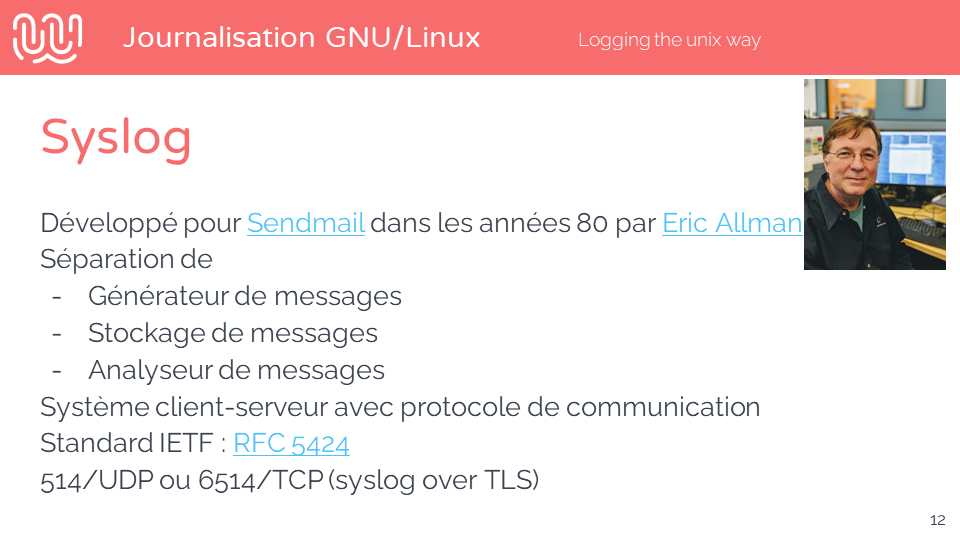 Journalisation GNU/Linux
Logging the unix way
Syslog
Développé pour Sendmail dans les années 80 par Eric Allman
Séparation de
- Générateur de messages
- Stockage de messages
- Analyseur de messages
Système client-serveur avec protocole de communication
Standard IETF : RFC 5424
514/UDP ou 6514/TCP (syslog over TLS)
12